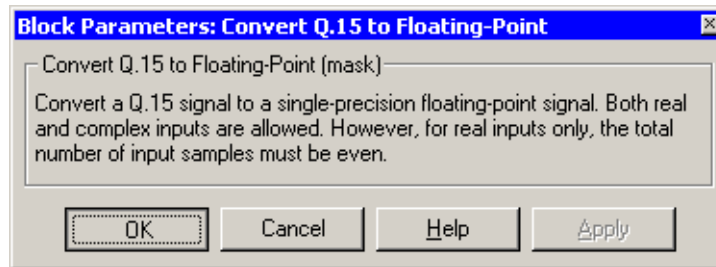 Block Parameters: Convert Q.15 to Floating-Point
Convert Q.15 to Floating-Point (mask)
Convert a Q.15 signal to a single-precision floating-point signal. Both real
and complex inputs are allowed. However, for real inputs only, the total
number of input samples must be even.
OK Cancel Help Apply